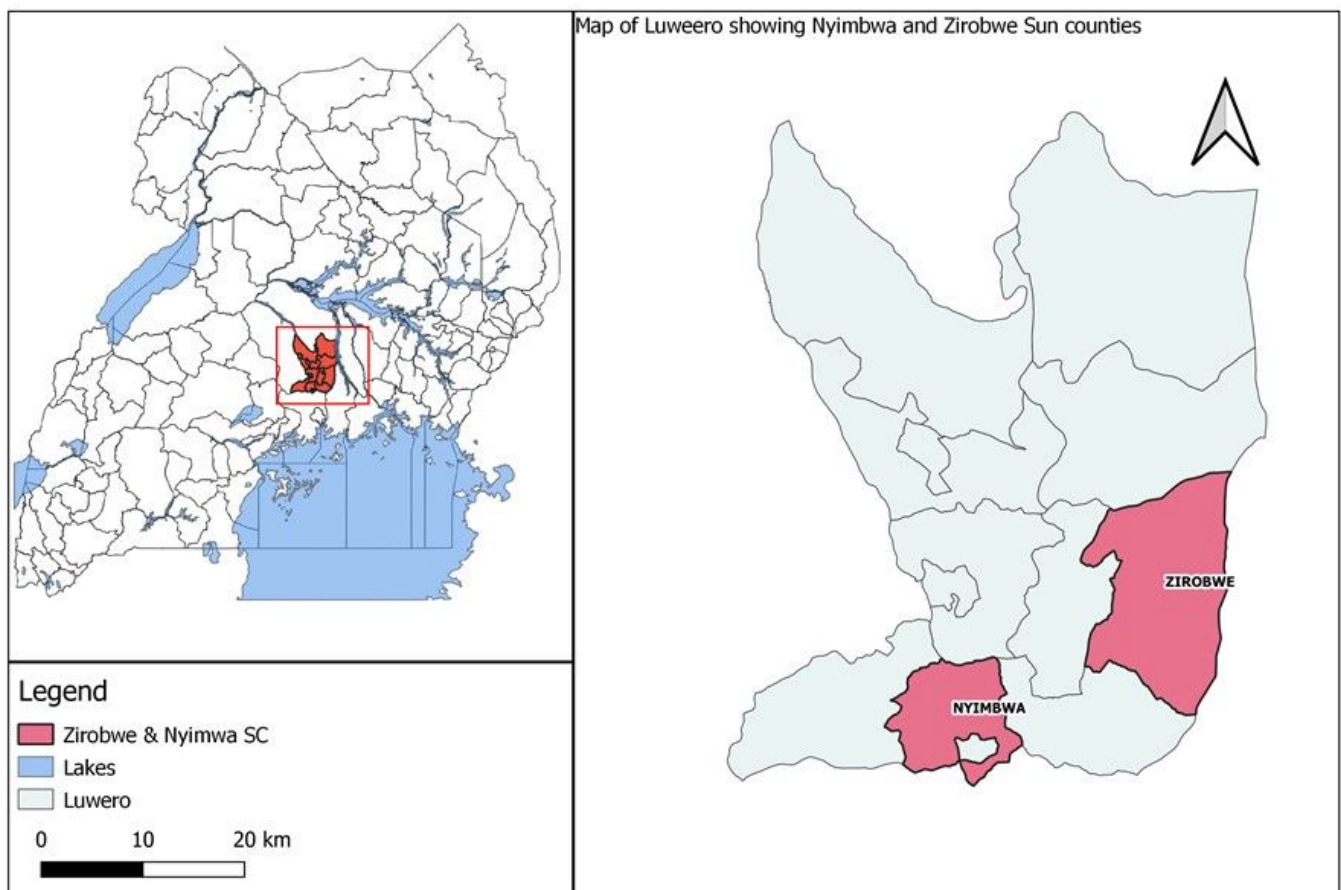 Map of Luweero showing Nyimbwa and Zirobwe Sun counties
ZIROBWE
NYIMBWA
Legend
Zirobwe & Nyimwa SC
Lakes
Luwero
0 10 20 km